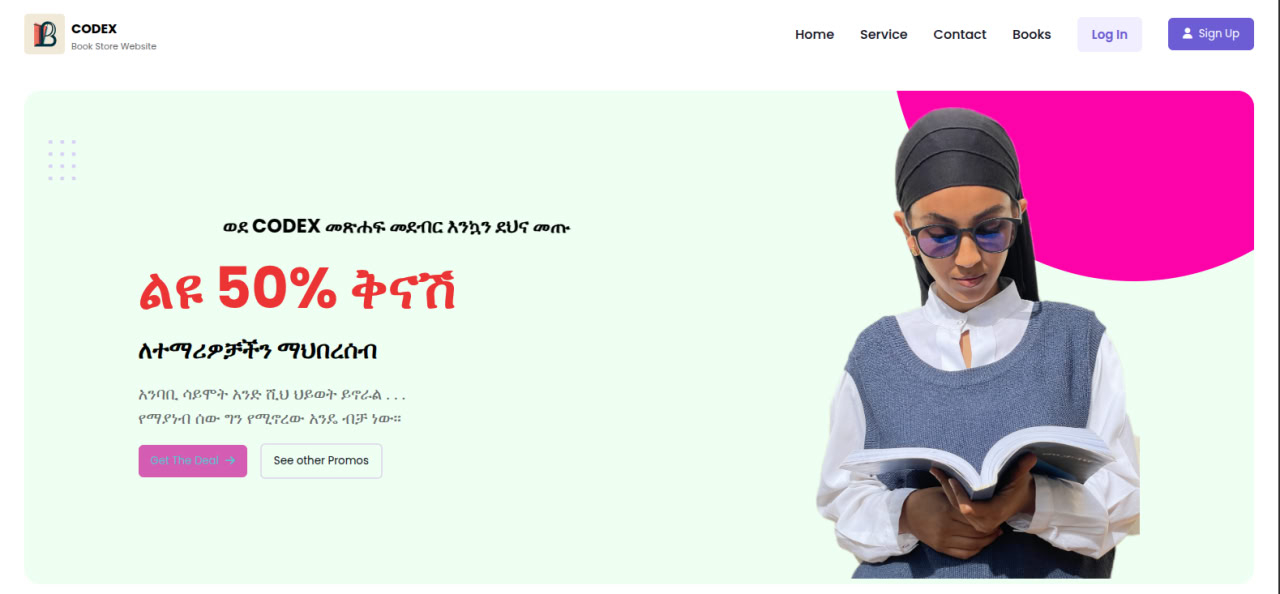 CODEX
Book Store Website
Home Service Contact Books Log In Sign Up
ወደ CODEX መጽሐፍ መደብር እንኳን ደህና መጡ
ልዩ 50% ቅናሽ
ለተማሪዎቻችን ማህበረሰብ
አንባቢ ሳይሞት አንድ ሺህ ህይወት ይኖራል . . .
የማያነብ ሰው ግን የሚኖረው አንዴ ብቻ ነው።
Get The Deal → See other Promos